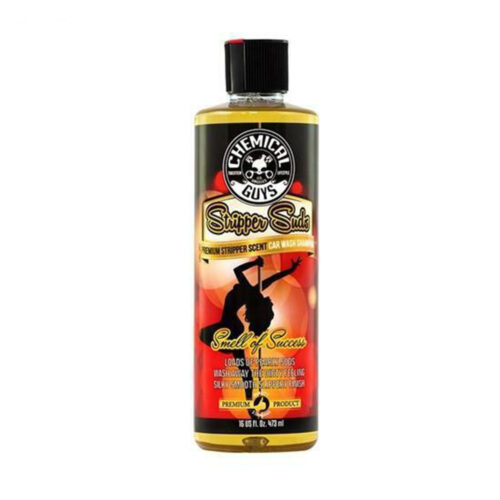 CHEMICAL
GUYS
Stripper Suds
PREMIUM STRIPPER SCENT CAR WASH SHAMPOO
Smell of Success
LOADS OF SUDS
WASH AWAY THE DIRTY FEELING
SILKY SMOOTH SLIPPERY FINISH
PREMIUM PRODUCT
16 US fl. Oz. 473 ml